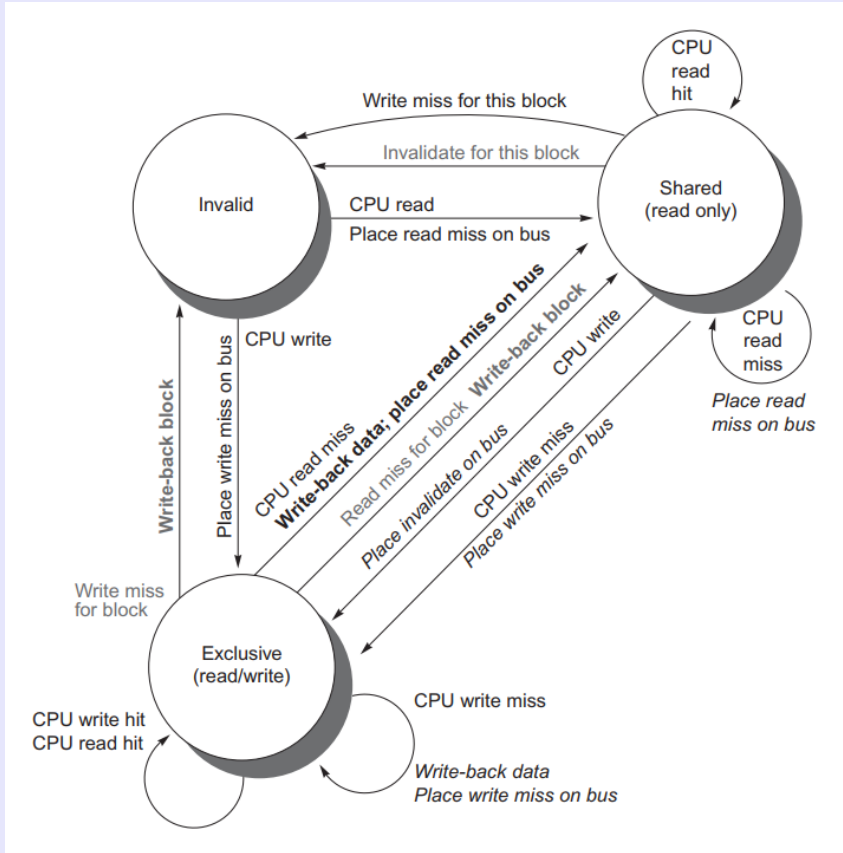 CPU
read
hit
Write miss for this block
Invalidate for this block
Invalid
Shared
(read only)
CPU read
Place read miss on bus
CPU write
Place write miss on bus
Write-back block
CPU read miss
Write-back data; place read miss on bus
Read miss for block Write-back block
CPU write
Place invalidate on bus
CPU write miss
Place write miss on bus
CPU
read
miss
Place read
miss on bus
Write miss
for block
Exclusive
(read/write)
CPU write hit
CPU read hit
CPU write miss
Write-back data
Place write miss on bus